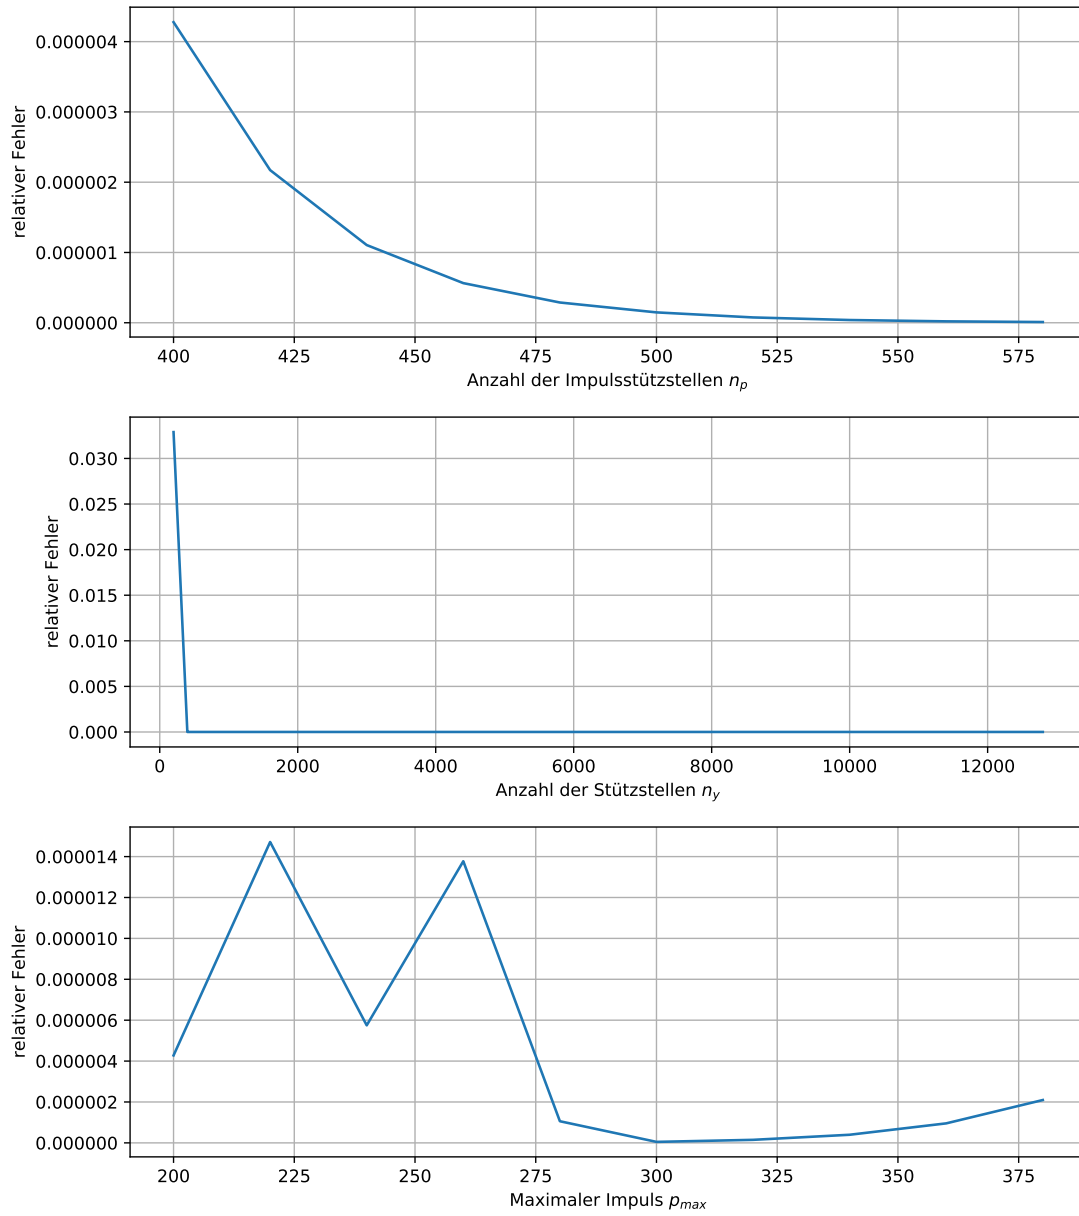 0.000004
0.000003
0.000002
0.000001
0.000000
relativer Fehler
400 425 450 475 500 525 550 575
Anzahl der Impulsstützstellen n_p
0.030
0.025
0.020
0.015
0.010
0.005
0.000
relativer Fehler
0 2000 4000 6000 8000 10000 12000
Anzahl der Stützstellen n_y
0.000014
0.000012
0.000010
0.000008
0.000006
0.000004
0.000002
0.000000
relativer Fehler
200 225 250 275 300 325 350 375
Maximaler Impuls p_max